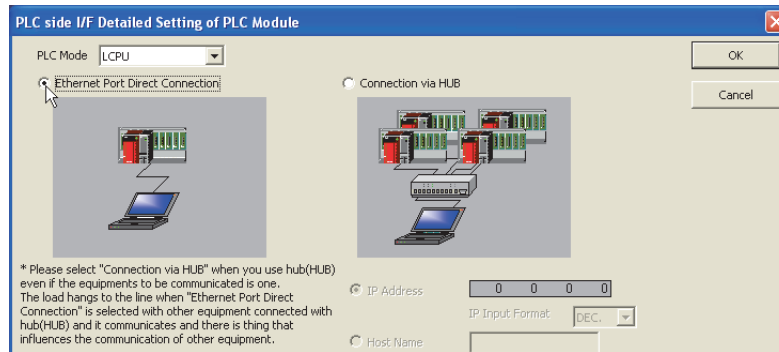 PLC side I/F Detailed Setting of PLC Module
PLC Mode LCPU
OK
Ethernet Port Direct Connection
Connection via HUB
Cancel
* Please select "Connection via HUB" when you use hub(HUB)
even if the equipments to be communicated is one.
The load hangs to the line when "Ethernet Port Direct
Connection" is selected with other equipment connected with
hub(HUB) and it communicates and there is thing that
influences the communication of other equipment.
IP Address 0 0 0 0
IP Input Format DEC.
Host Name